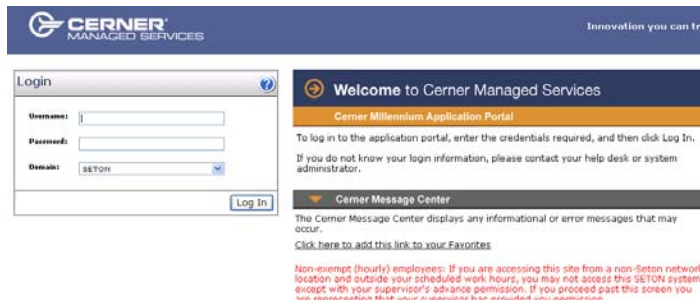 CERNER
MANAGED SERVICES
Innovation you can
Login
Username:
Password:
Domain: SETON
Log In
Welcome to Cerner Managed Services
Cerner Millennium Application Portal
To log in to the application portal, enter the credentials required, and then click Log In.
If you do not know your login information, please contact your help desk or system
administrator.
Cerner Message Center
The Cerner Message Center displays any informational or error messages that may
occur.
Click here to add this link to your Favorites
Non-exempt (hourly) employees: If you are accessing this site from a non-Seton network
location and outside your scheduled work hours, you may not access this SETON system
except with your supervisor's advance permission. If you proceed past this screen you
are representing that your supervisor has provided you permission.